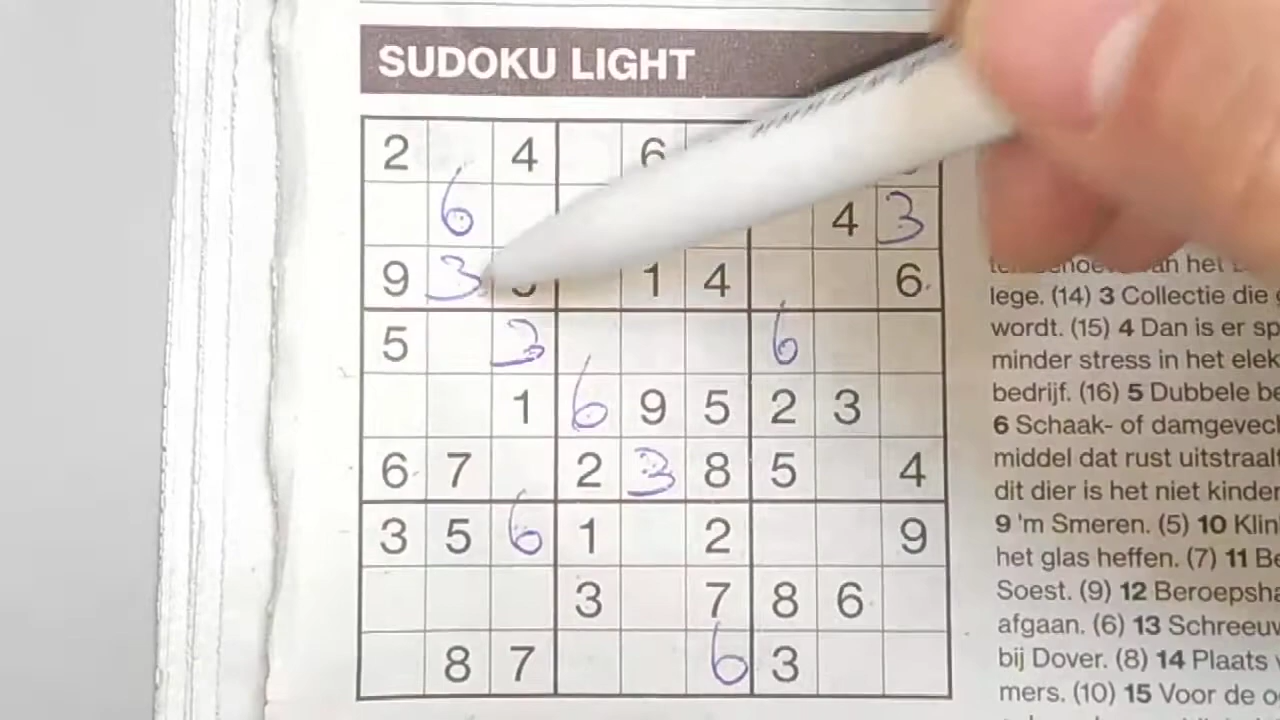 SUDOKU LIGHT
2 4 6
6 4 3
9 3 1 4 6
5 3 6
1 6 9 5 2 3
6 7 2 3 8 5 4
3 5 6 1 2 9
3 7 8 6
8 7 6 3
an het
lege. (14) 3 Collectie die
wordt. (15) 4 Dan is er sp
minder stress in het elek
bedrijf. (16) 5 Dubbele be
6 Schaak- of damgevech
middel dat rust uitstraalt
dit dier is het niet kinder
9 'm Smeren. (5) 10 Klin
het glas heffen. (7) 11 Be
Soest. (9) 12 Beroepsha
afgaan. (6) 13 Schreeuw
bij Dover. (8) 14 Plaats
mers. (10) 15 Voor de o